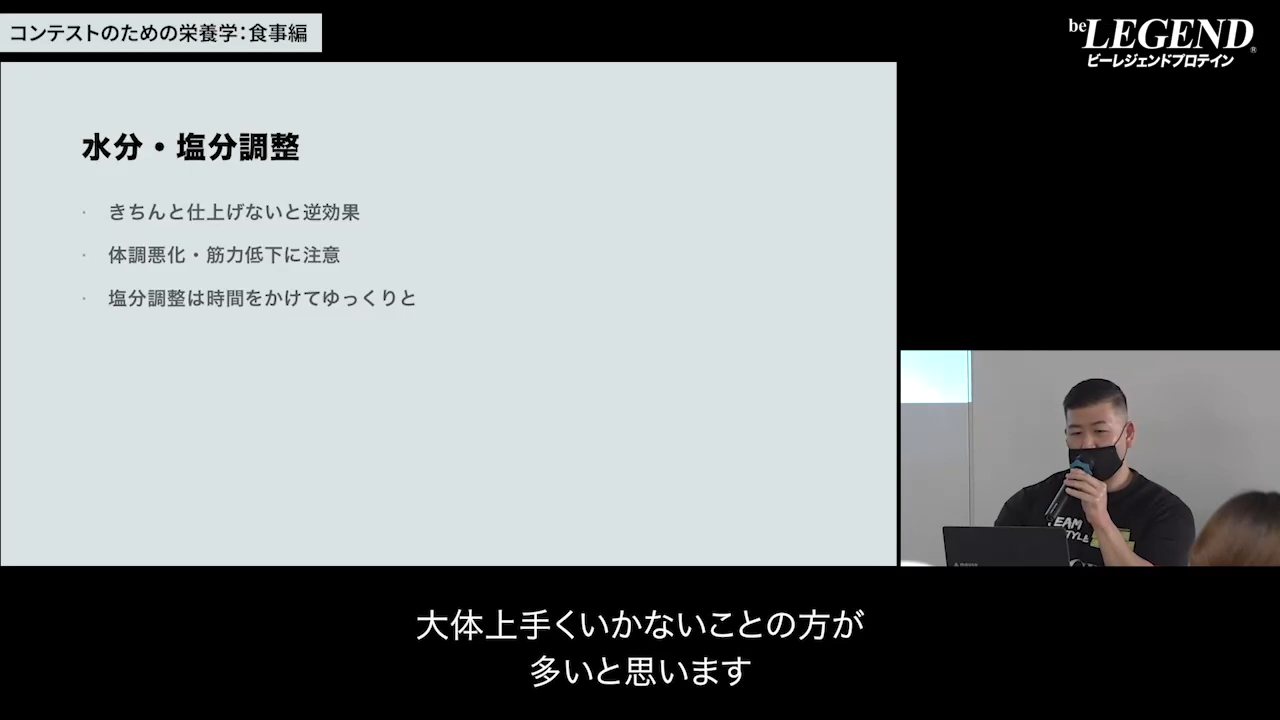 コンテストのための栄養学:食事編
beLEGEND®
ビーレジェンドプロテイン
水分・塩分調整
· きちんと仕上げないと逆効果
· 体調悪化・筋力低下に注意
· 塩分調整は時間をかけてゆっくりと
TEAM
大体上手くいかないことの方が
多いと思います